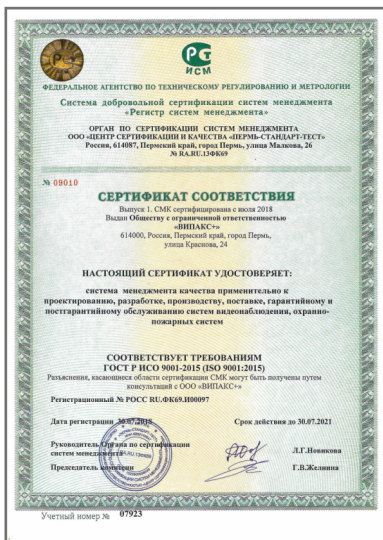 РСТ
ИСМ
ФЕДЕРАЛЬНОЕ АГЕНТСТВО ПО ТЕХНИЧЕСКОМУ РЕГУЛИРОВАНИЮ И МЕТРОЛОГИИ
Система добровольной сертификации систем менеджмента
«Регистр систем менеджмента»
ОРГАН ПО СЕРТИФИКАЦИИ СИСТЕМ МЕНЕДЖМЕНТА
ООО «ЦЕНТР СЕРТИФИКАЦИИ И КАЧЕСТВА «ПЕРМЬ-СТАНДАРТ-ТЕСТ»
Россия, 614087, Пермский край, город Пермь, улица Малкова, 26
№ RA.RU.13ФК69
№ 09010
СЕРТИФИКАТ СООТВЕТСТВИЯ
Выпуск 1. СМК сертифицирована с июля 2018
Выдан Обществу с ограниченной ответственностью
«ВИПАКС+»
614000, Россия, Пермский край, город Пермь,
улица Краснова, 24
НАСТОЯЩИЙ СЕРТИФИКАТ УДОСТОВЕРЯЕТ:
система менеджмента качества применительно к
проектированию, разработке, производству, поставке, гарантийному и
постгарантийному обслуживанию систем видеонаблюдения, охранно-
пожарных систем
СООТВЕТСТВУЕТ ТРЕБОВАНИЯМ
ГОСТ Р ИСО 9001-2015 (ISO 9001:2015)
Разъяснения, касающиеся области сертификации СМК могут быть получены путем
консультаций с ООО «ВИПАКС+»
Регистрационный № РОСС RU.ФК69.И00097
Дата регистрации 30.07.2018 Срок действия до 30.07.2021
Руководитель Органа по сертификации
систем менеджмента Л.Г.Новикова
Председатель комиссии Г.В.Желнина
Учетный номер № 07923